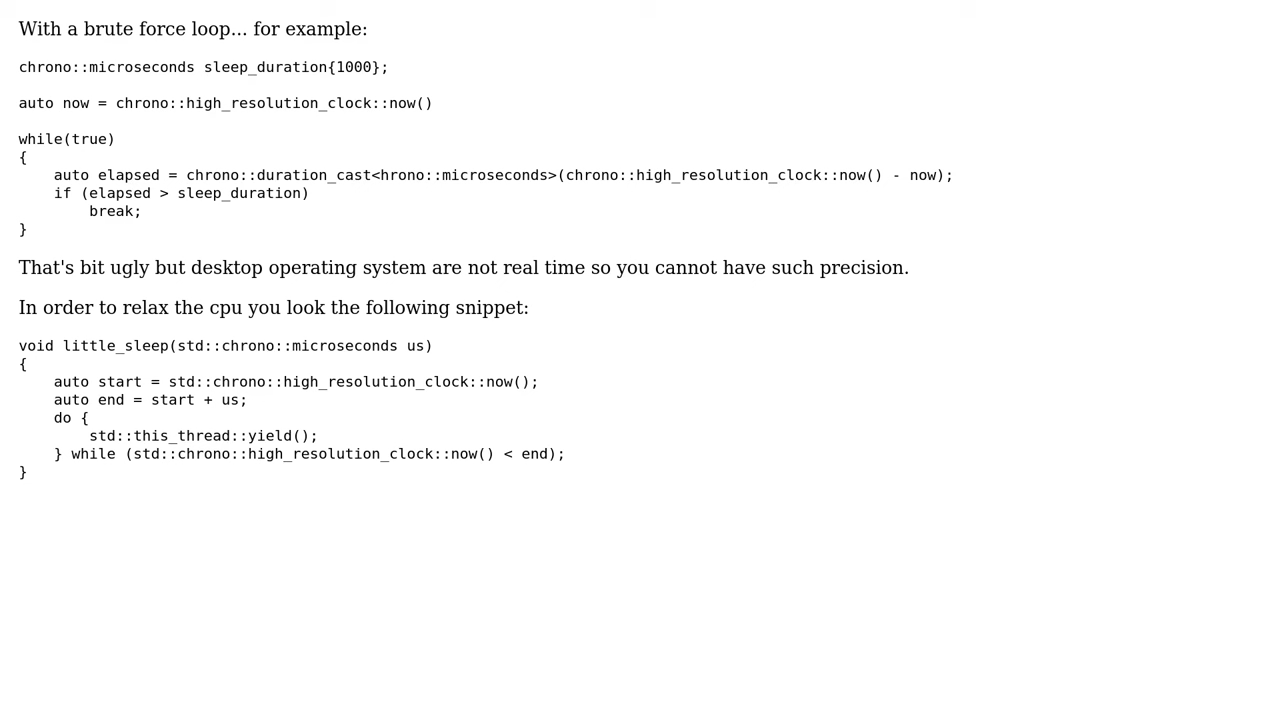 With a brute force loop... for example:
chrono::microseconds sleep_duration{1000};
auto now = chrono::high_resolution_clock::now()
while(true)
{
    auto elapsed = chrono::duration_cast<hrono::microseconds>(chrono::high_resolution_clock::now() - now);
    if (elapsed > sleep_duration)
        break;
}
That's bit ugly but desktop operating system are not real time so you cannot have such precision.
In order to relax the cpu you look the following snippet:
void little_sleep(std::chrono::microseconds us)
{
    auto start = std::chrono::high_resolution_clock::now();
    auto end = start + us;
    do {
        std::this_thread::yield();
    } while (std::chrono::high_resolution_clock::now() < end);
}